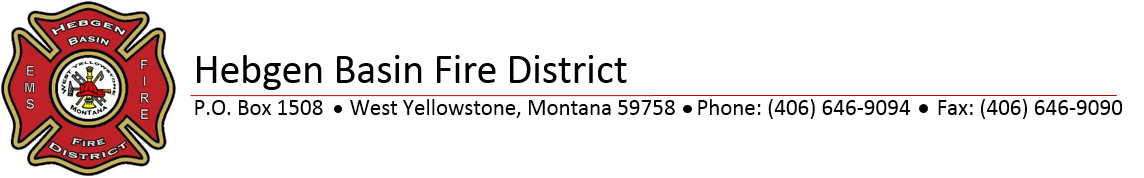 HEBGEN
BASIN
EMS
FIRE
WEST YELLOWSTONE
MONTANA
FIRE
DISTRICT
Hebgen Basin Fire District
P.O. Box 1508 • West Yellowstone, Montana 59758 • Phone: (406) 646-9094 • Fax: (406) 646-9090